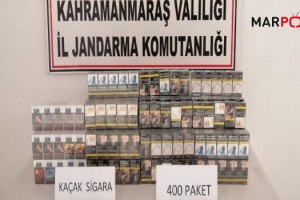 KAHRAMANMARAŞ VALİLİĞİ
MARPO
İL JANDARMA KOMUTANLIĞI
KAÇAK SİGARA
400 PAKET